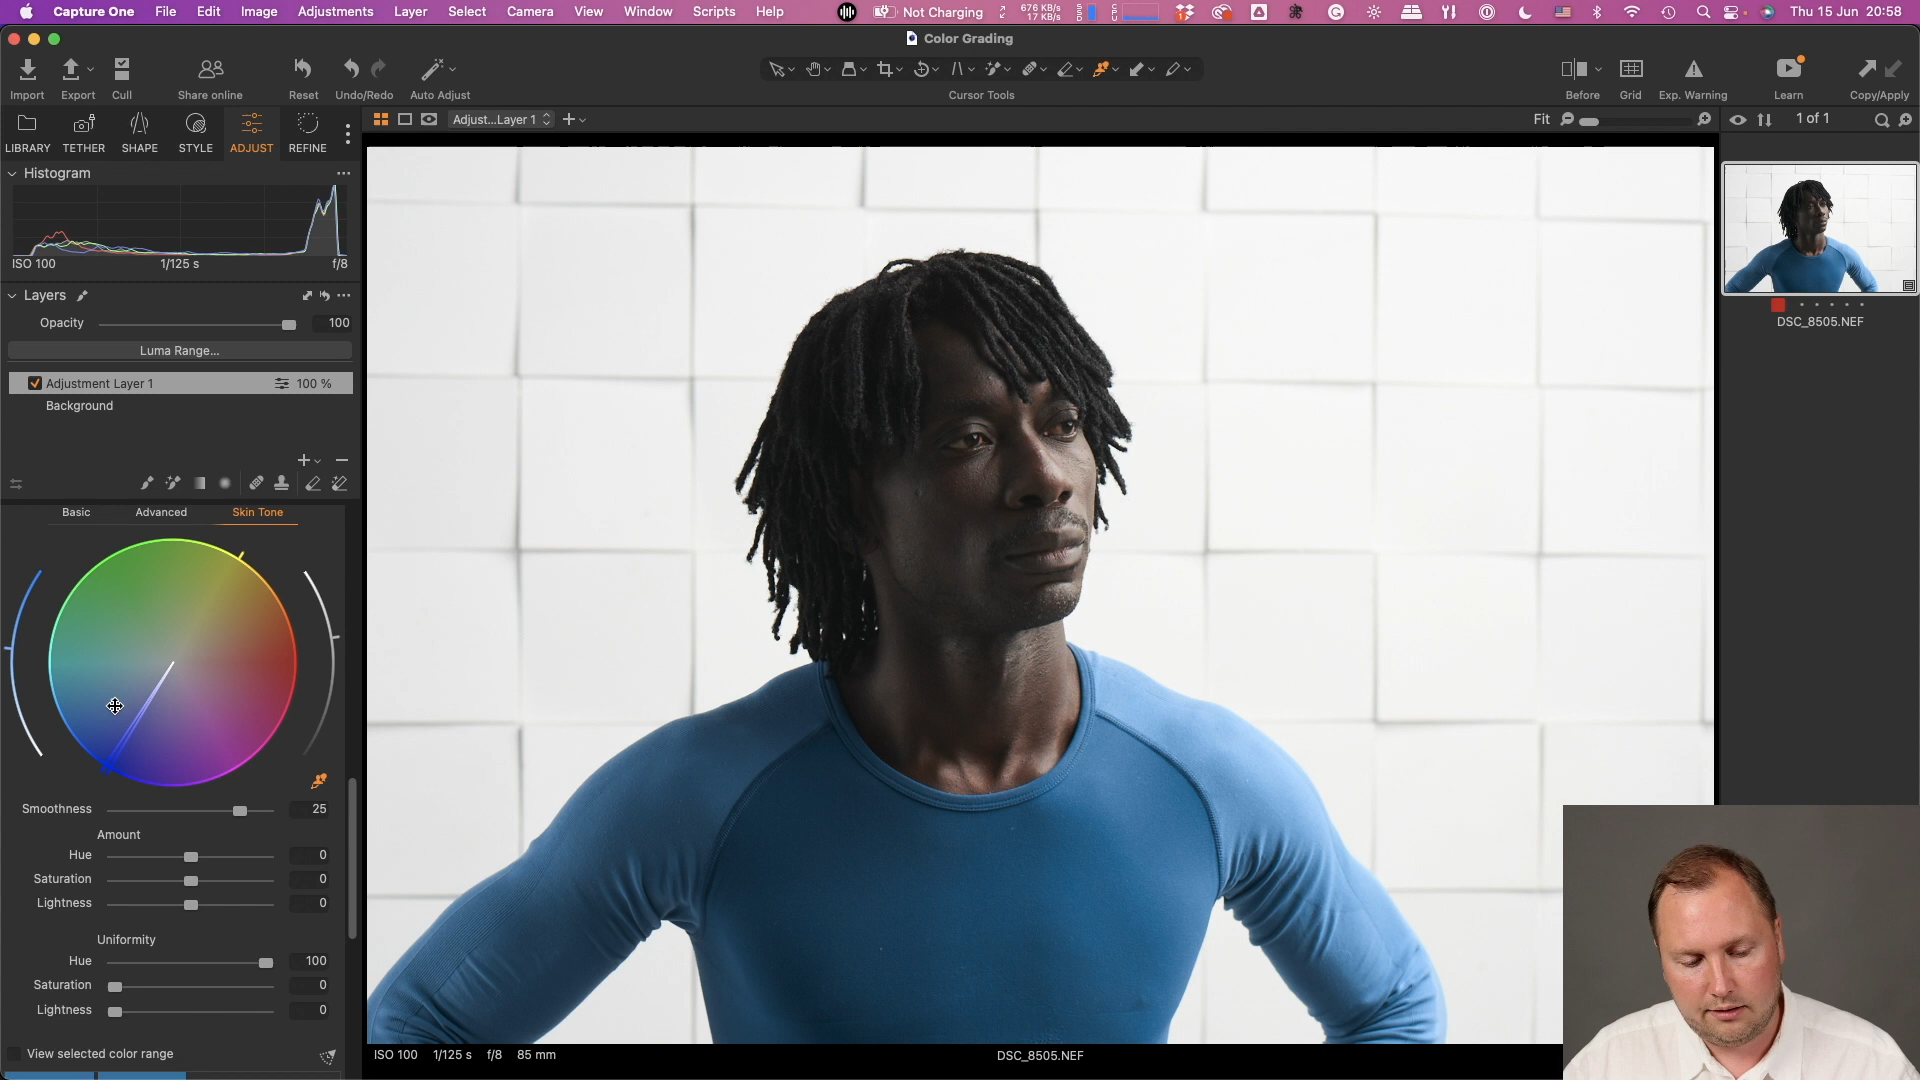 Capture One File Edit Image Adjustments Layer Select Camera View Window Scripts Help Not Charging 676 KB/s 17 KB/s Thu 15 Jun 20:58
Color Grading
Import Export Cull Share online Reset Undo/Redo Auto Adjust Cursor Tools Before Grid Exp. Warning Learn Copy/Apply
Adjust...Layer 1 Fit 1 of 1
LIBRARY TETHER SHAPE STYLE ADJUST REFINE
Histogram
ISO 100 1/125 s f/8
Layers
Opacity 100
Luma Range...
Adjustment Layer 1 100 %
Background
Basic Advanced Skin Tone
Smoothness 25
Amount
Hue 0
Saturation 0
Lightness 0
Uniformity
Hue 100
Saturation 0
Lightness 0
View selected color range
ISO 100 1/125 s f/8 85 mm DSC_8505.NEF
DSC_8505.NEF